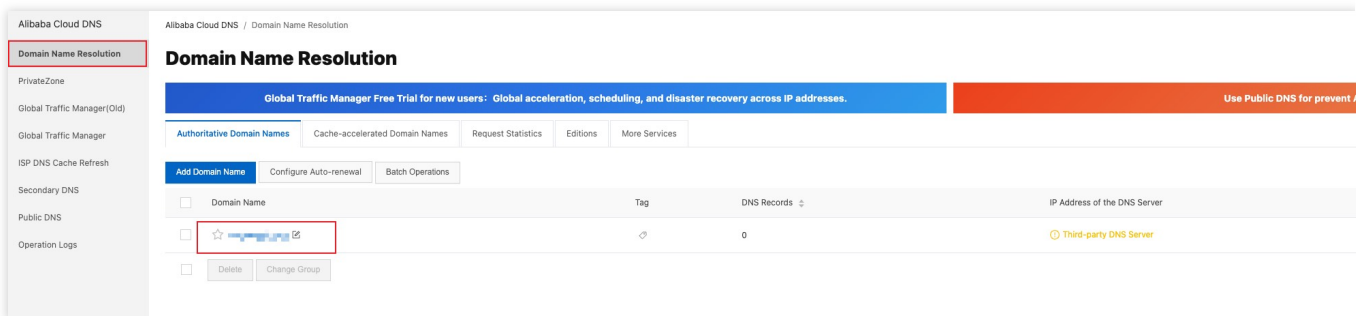 Alibaba Cloud DNS
Domain Name Resolution
PrivateZone
Global Traffic Manager(Old)
Global Traffic Manager
ISP DNS Cache Refresh
Secondary DNS
Public DNS
Operation Logs
Alibaba Cloud DNS / Domain Name Resolution
Domain Name Resolution
Global Traffic Manager Free Trial for new users: Global acceleration, scheduling, and disaster recovery across IP addresses.
Use Public DNS for prevent A
Authoritative Domain Names Cache-accelerated Domain Names Request Statistics Editions More Services
Add Domain Name Configure Auto-renewal Batch Operations
Domain Name Tag DNS Records IP Address of the DNS Server
0 Third-party DNS Server
Delete Change Group